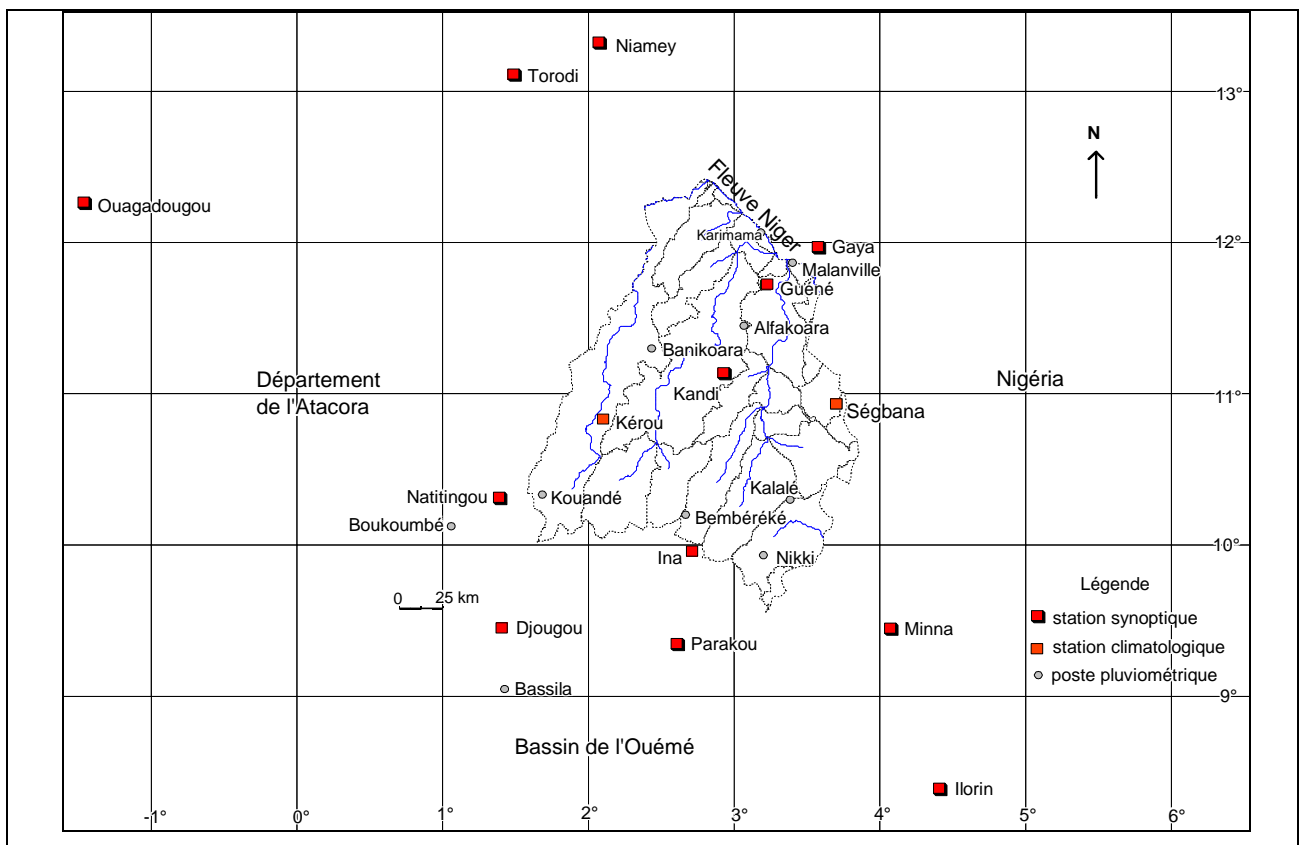 Niamey
Torodi
13°
N
Fleuve Niger
Ouagadougou
Karimama
12°
Gaya
Malanville
Guéné
Alfakoara
Banikoara
Kandi
Département
de l'Atacora
Nigéria
11°
Ségbana
Kérou
Natitingou
Kouandé
Kalalé
Boukoumbé
Bembéréké
10°
Ina
Nikki
0 25 km
Légende
station synoptique
station climatologique
poste pluviométrique
Djougou
Parakou
Minna
Bassila
9°
Bassin de l'Ouémé
Ilorin
-1° 0° 1° 2° 3° 4° 5° 6°